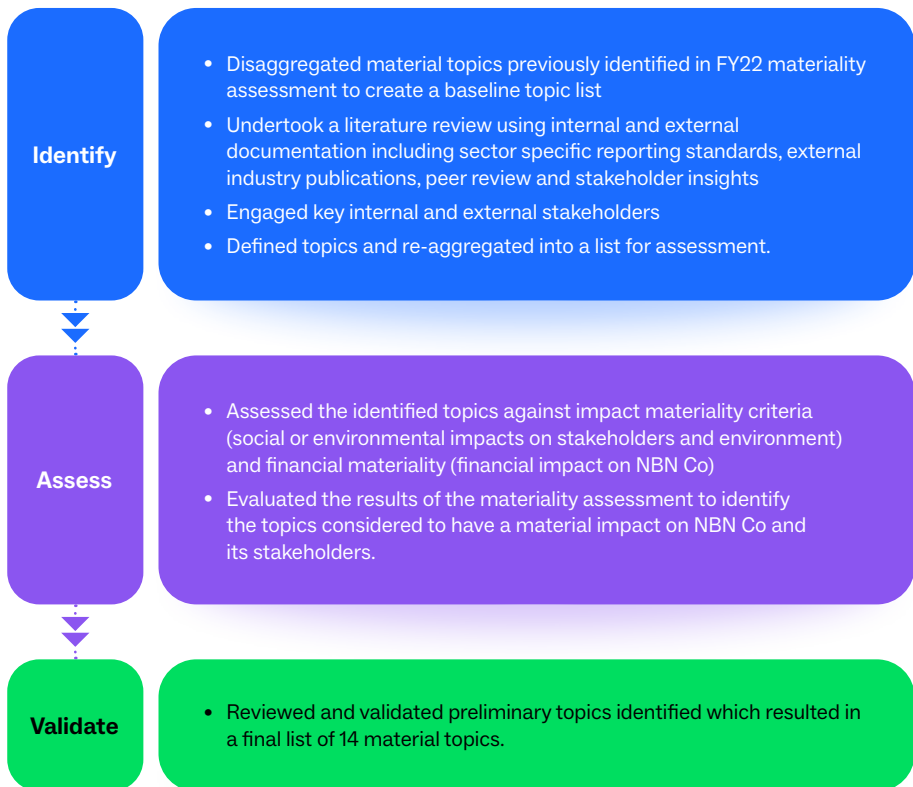 Identify
• Disaggregated material topics previously identified in FY22 materiality
assessment to create a baseline topic list
• Undertook a literature review using internal and external
documentation including sector specific reporting standards, external
industry publications, peer review and stakeholder insights
• Engaged key internal and external stakeholders
• Defined topics and re-aggregated into a list for assessment.
Assess
• Assessed the identified topics against impact materiality criteria
(social or environmental impacts on stakeholders and environment)
and financial materiality (financial impact on NBN Co)
• Evaluated the results of the materiality assessment to identify
the topics considered to have a material impact on NBN Co and
its stakeholders.
Validate
• Reviewed and validated preliminary topics identified which resulted in
a final list of 14 material topics.